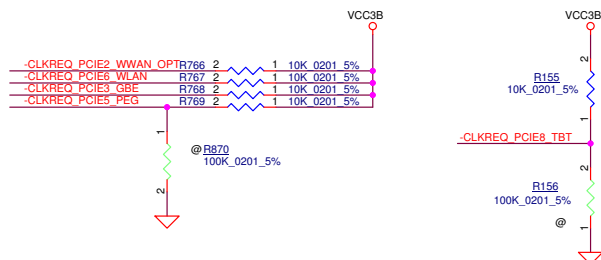 VCC3B
-CLKREQ_PCIE2_WWAN_OPT R766 2 1 10K_0201_5%
-CLKREQ_PCIE6_WLAN R767 2 1 10K_0201_5%
-CLKREQ_PCIE3_GBE R768 2 1 10K_0201_5%
-CLKREQ_PCIE5_PEG R769 2 1 10K_0201_5%
1
@ R870
100K_0201_5%
2
VCC3B
2
R155
10K_0201_5%
1
-CLKREQ_PCIE8_TBT
2
R156
100K_0201_5%
@
1